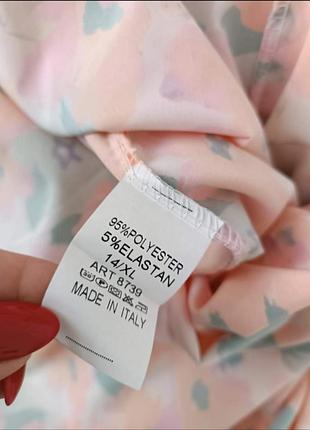 95%POLYESTER
5%ELASTAN
14/XL
ART 8739
MADE IN ITALY